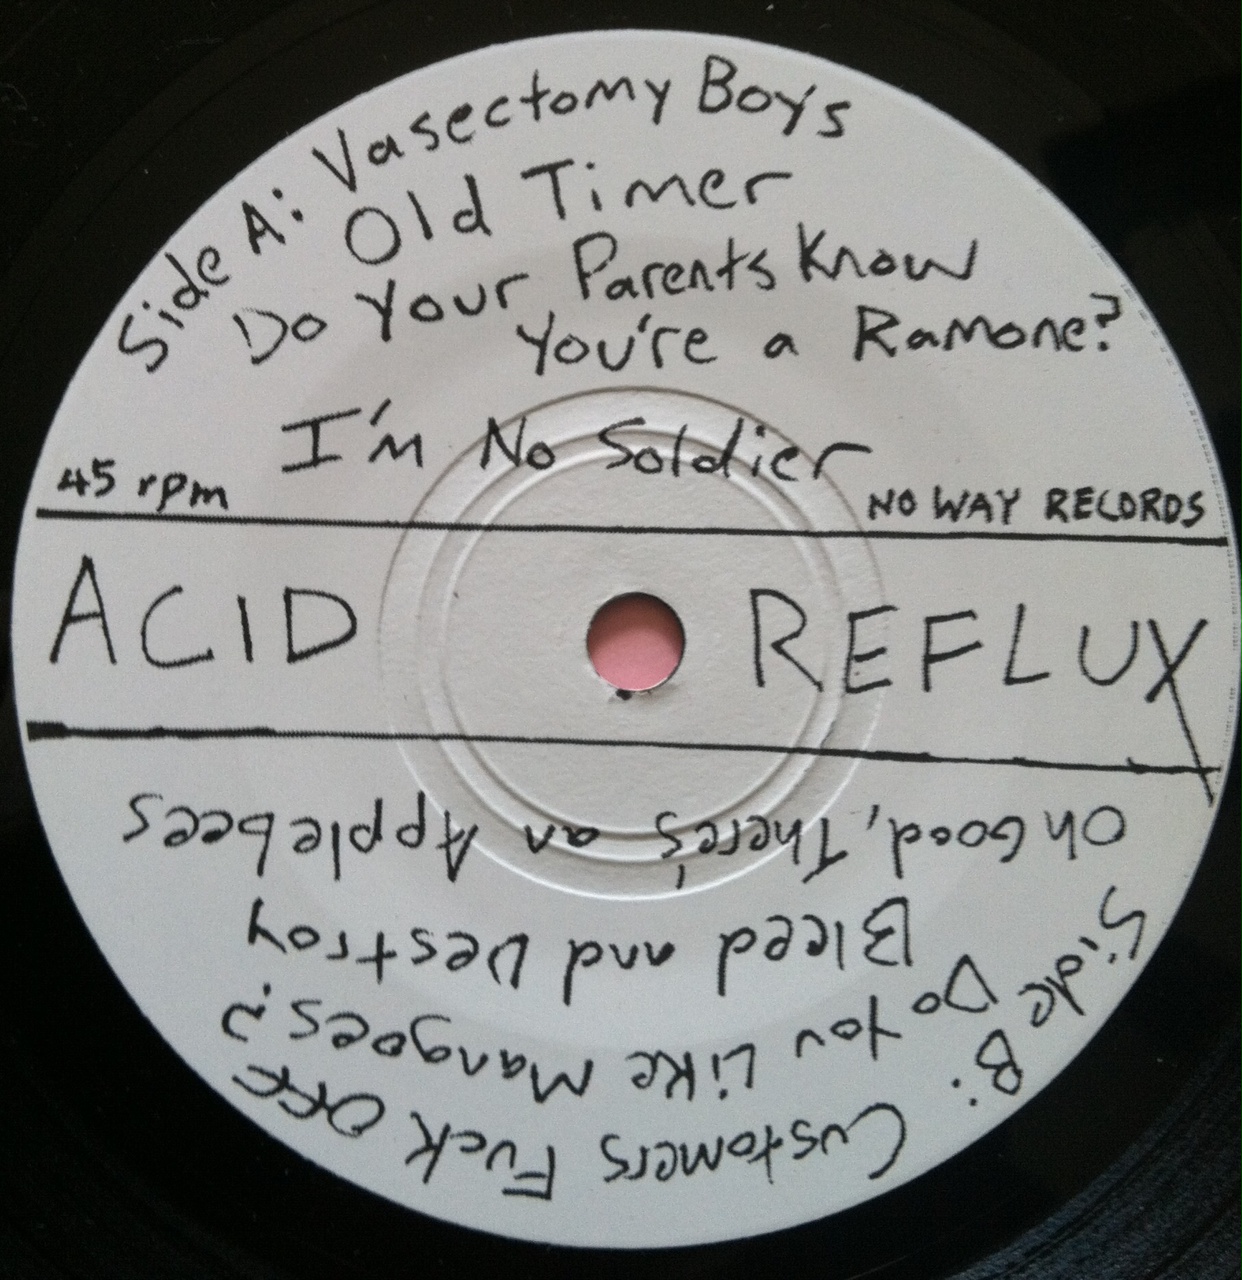 Side A: Vasectomy Boys
Old Timer
Do Your Parents Know
You're a Ramone?
I'm No Soldier
45 rpm
NO WAY RECORDS
ACID REFLUX
Side B: Customers Fuck Off
Do You Like Mangoes?
Bleed and Destroy
Oh Good, There's an Applebees